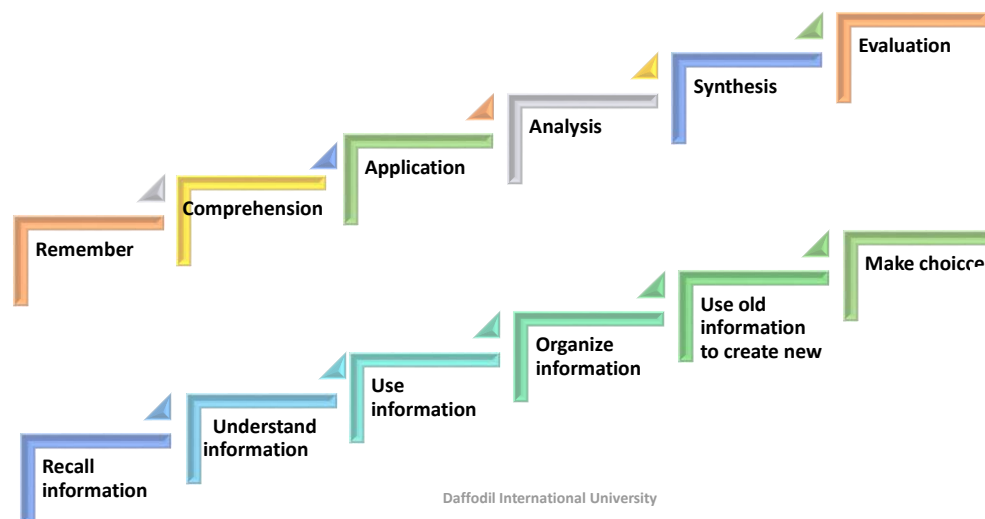 Remember
Comprehension
Application
Analysis
Synthesis
Evaluation
Recall
information
Understand
information
Use
information
Organize
information
Use old
information
to create new
Make choicce
Daffodil International University